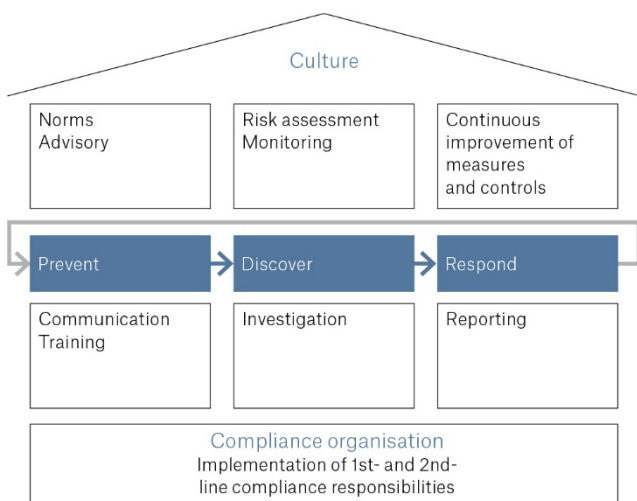 Culture
Norms
Advisory
Risk assessment
Monitoring
Continuous
improvement of
measures
and controls
Prevent
Discover
Respond
Communication
Training
Investigation
Reporting
Compliance organisation
Implementation of 1st- and 2nd-
line compliance responsibilities